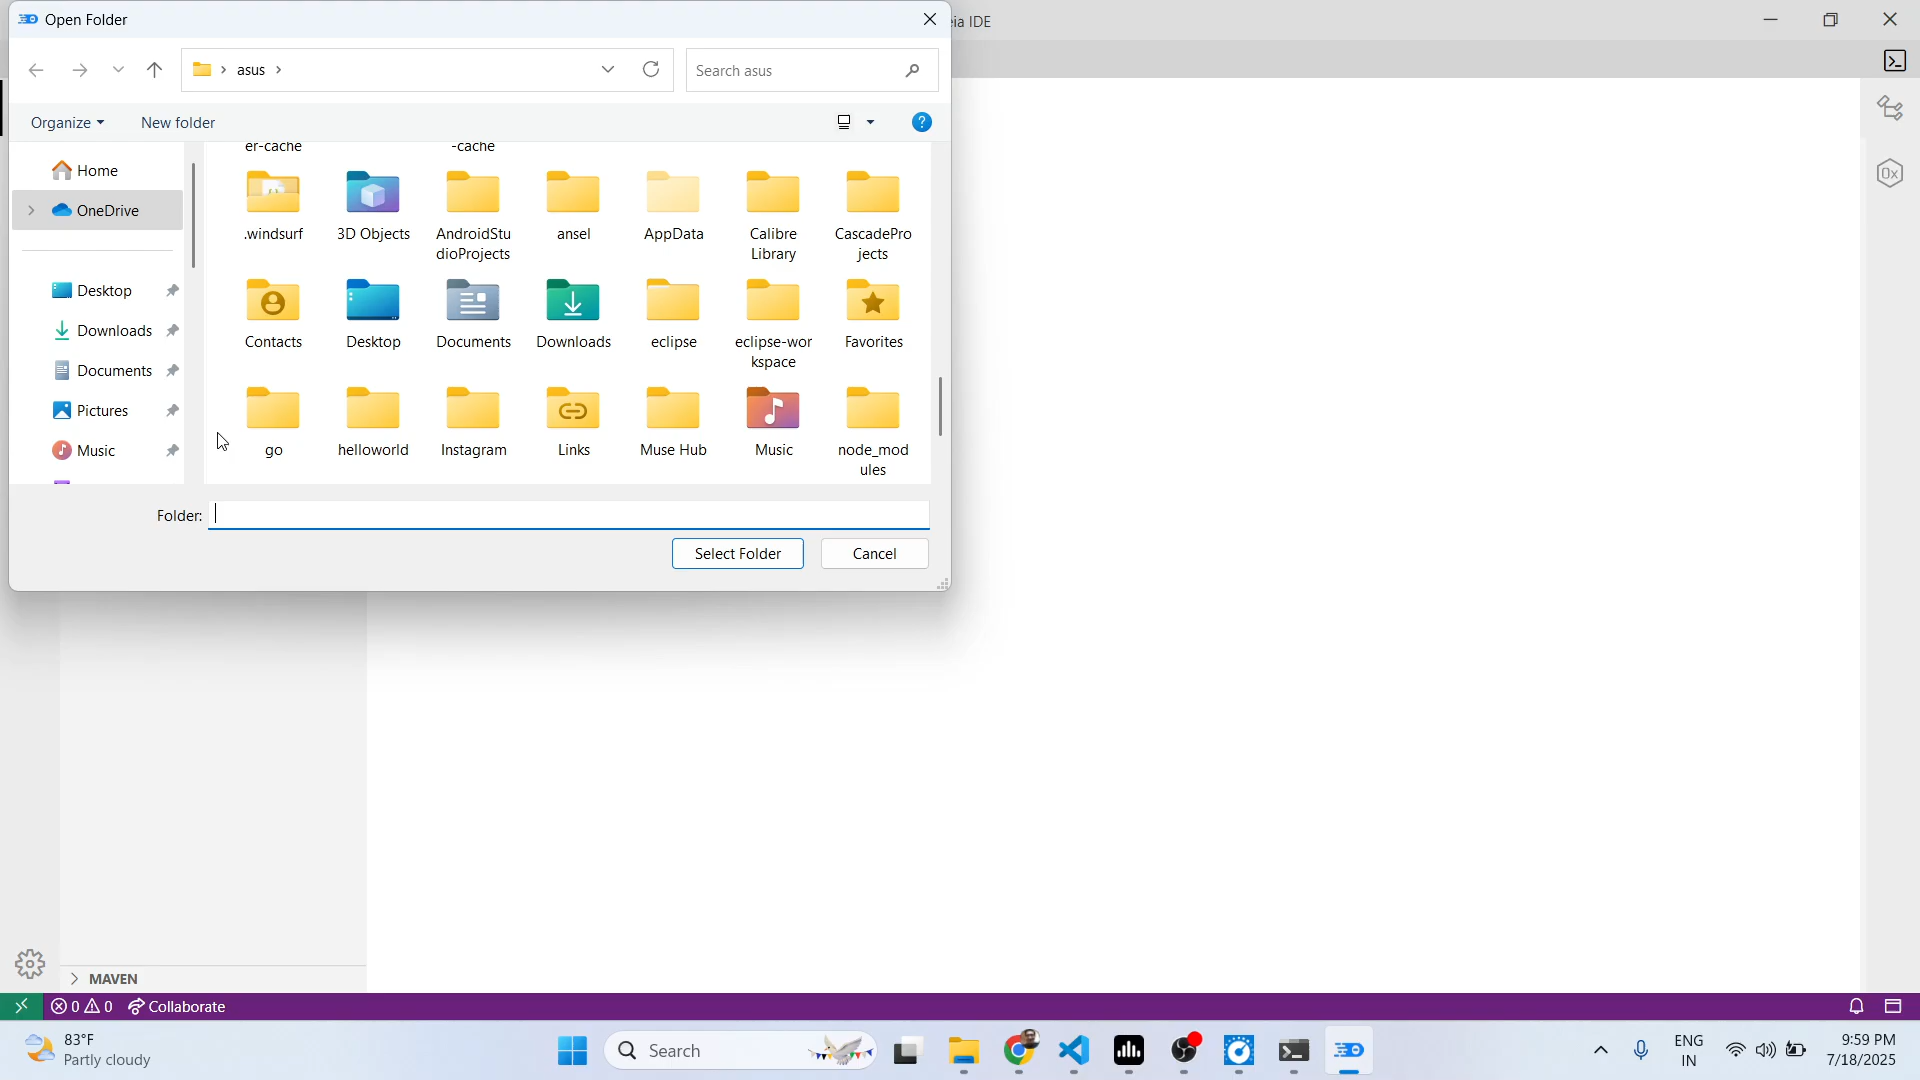 Open Folder
eia IDE
asus
Search asus
Organize
New folder
?
er-cache
-cache
Home
OneDrive
Desktop
Downloads
Documents
Pictures
Music
.windsurf
3D Objects
AndroidStu
dioProjects
ansel
AppData
Calibre
Library
CascadePro
jects
Contacts
Desktop
Documents
Downloads
eclipse
eclipse-wor
kspace
Favorites
go
helloworld
Instagram
Links
Muse Hub
Music
node_mod
ules
Folder:
Select Folder
Cancel
0x
MAVEN
0
0
Collaborate
83°F
Partly cloudy
Search
ENG
IN
9:59 PM
7/18/2025